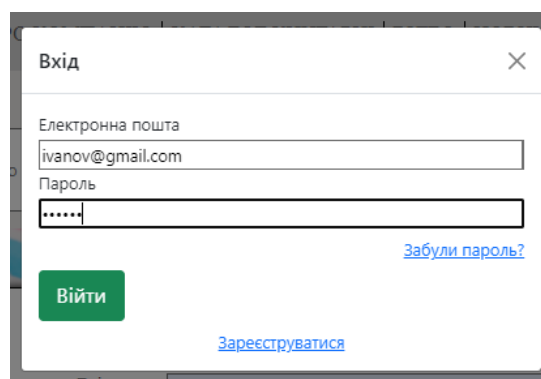 Вхід
Електронна пошта
ivanov@gmail.com
Пароль
••••••
Забули пароль?
Війти
Зареєструватися